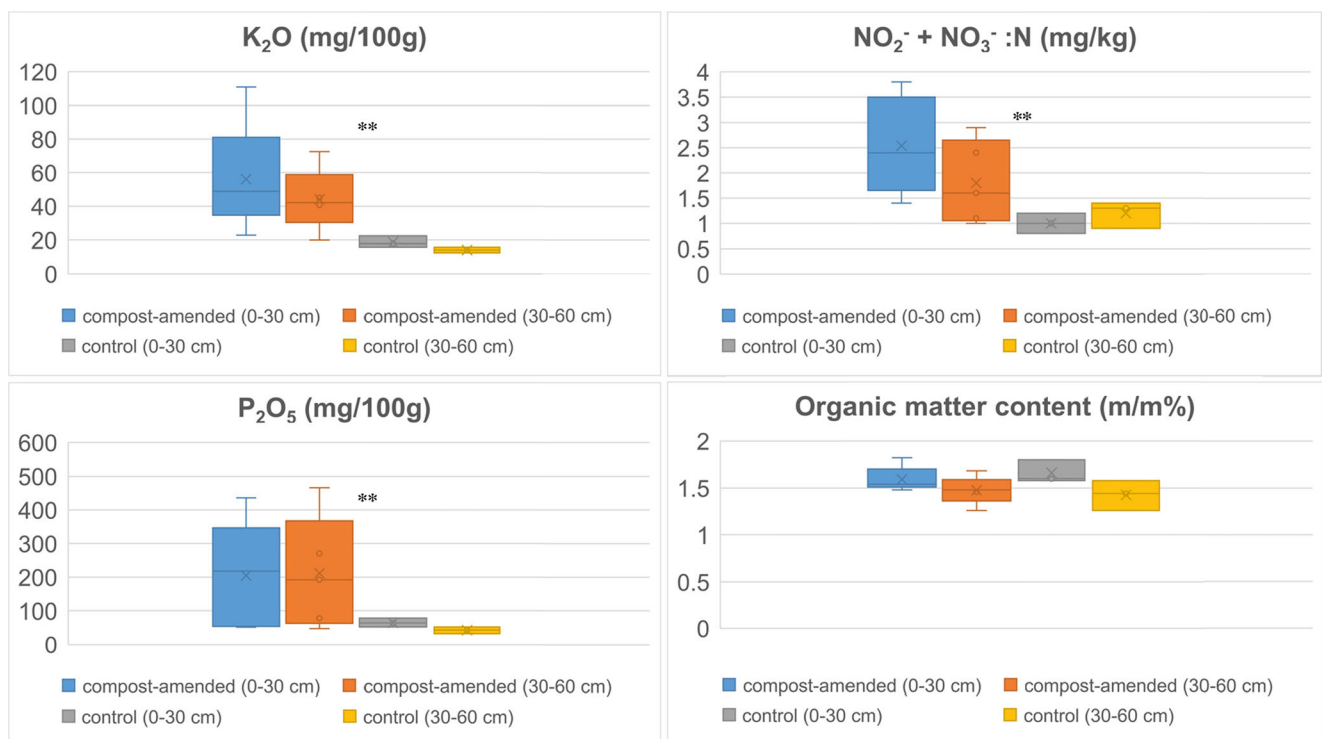 K₂O (mg/100g)
120
100
80
60
40
20
0
**
compost-amended (0-30 cm) compost-amended (30-60 cm)
control (0-30 cm) control (30-60 cm)
NO₂⁻ + NO₃⁻ :N (mg/kg)
4
3.5
3
2.5
2
1.5
1
0.5
0
**
compost-amended (0-30 cm) compost-amended (30-60 cm)
control (0-30 cm) control (30-60 cm)
P₂O₅ (mg/100g)
600
500
400
300
200
100
0
**
compost-amended (0-30 cm) compost-amended (30-60 cm)
control (0-30 cm) control (30-60 cm)
Organic matter content (m/m%)
2
1.5
1
0.5
0
compost-amended (0-30 cm) compost-amended (30-60 cm)
control (0-30 cm) control (30-60 cm)